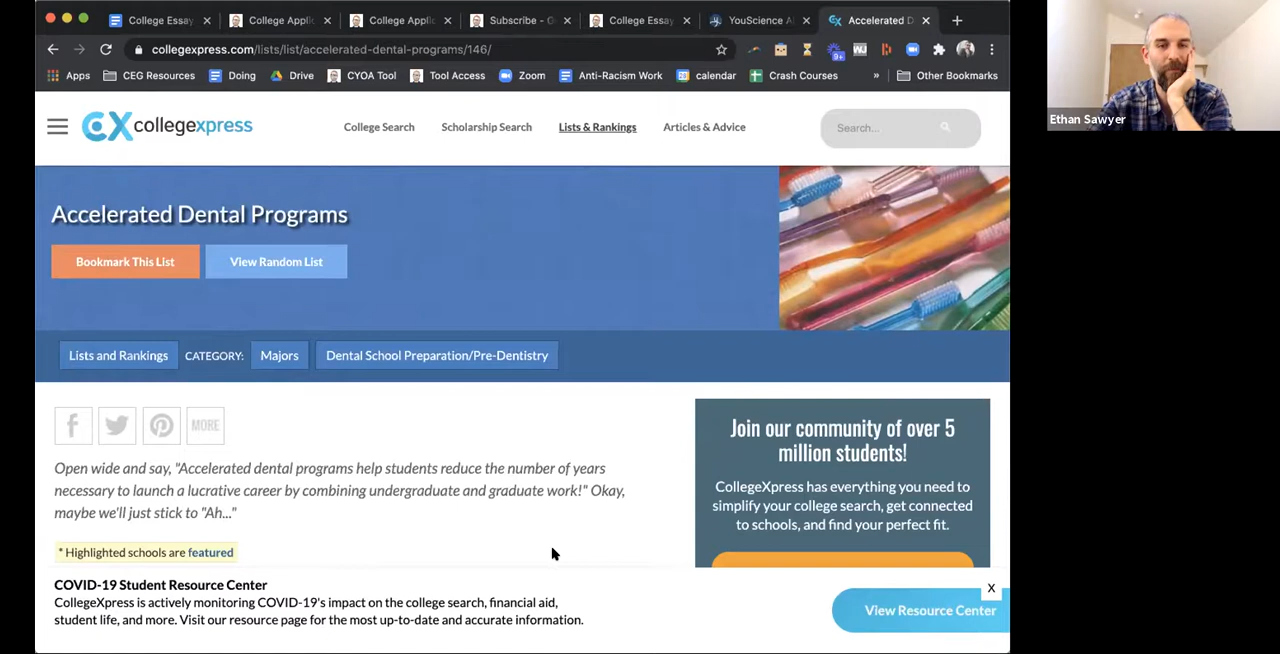 College Essay
College Applic
College Applic
Subscribe - G
College Essay
YouScience A
Accelerated D
collegexpress.com/lists/list/accelerated-dental-programs/146/
9+
Apps
CEG Resources
Doing
Drive
CYOA Tool
Tool Access
Zoom
Anti-Racism Work
calendar
Crash Courses
»
Other Bookmarks
CX collegexpress
College Search
Scholarship Search
Lists & Rankings
Articles & Advice
Search...
Accelerated Dental Programs
Bookmark This List
View Random List
Lists and Rankings
CATEGORY:
Majors
Dental School Preparation/Pre-Dentistry
MORE
Open wide and say, "Accelerated dental programs help students reduce the number of years
necessary to launch a lucrative career by combining undergraduate and graduate work!" Okay,
maybe we'll just stick to "Ah..."
* Highlighted schools are featured
Join our community of over 5
million students!
CollegeXpress has everything you need to
simplify your college search, get connected
to schools, and find your perfect fit.
COVID-19 Student Resource Center
CollegeXpress is actively monitoring COVID-19's impact on the college search, financial aid,
student life, and more. Visit our resource page for the most up-to-date and accurate information.
X
View Resource Center
Ethan Sawyer